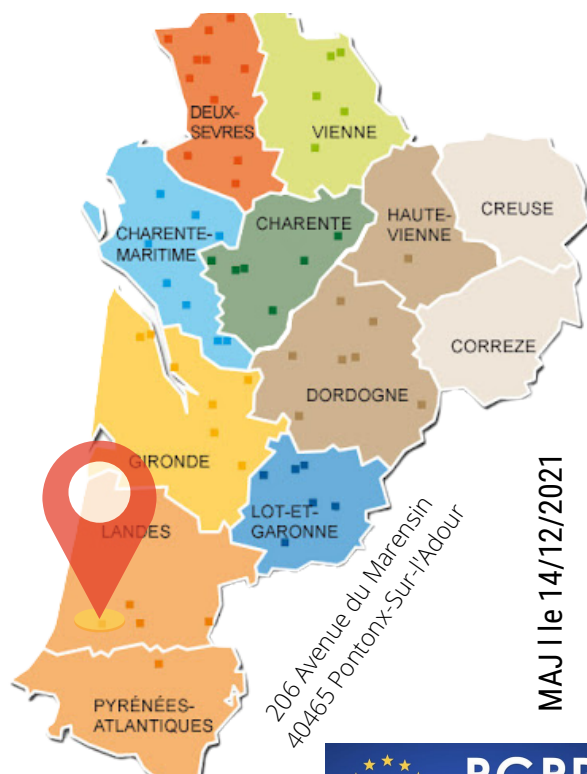 DEUX-
SEVRES
VIENNE
CHARENTE-
MARITIME
CHARENTE
HAUTE-
VIENNE
CREUSE
CORREZE
DORDOGNE
GIRONDE
LOT-ET-
GARONNE
LANDES
PYRÉNÉES-
ATLANTIQUES
206 Avenue du Marensin
40465 Pontonx-Sur-l'Adour
MAJ l le 14/12/2021